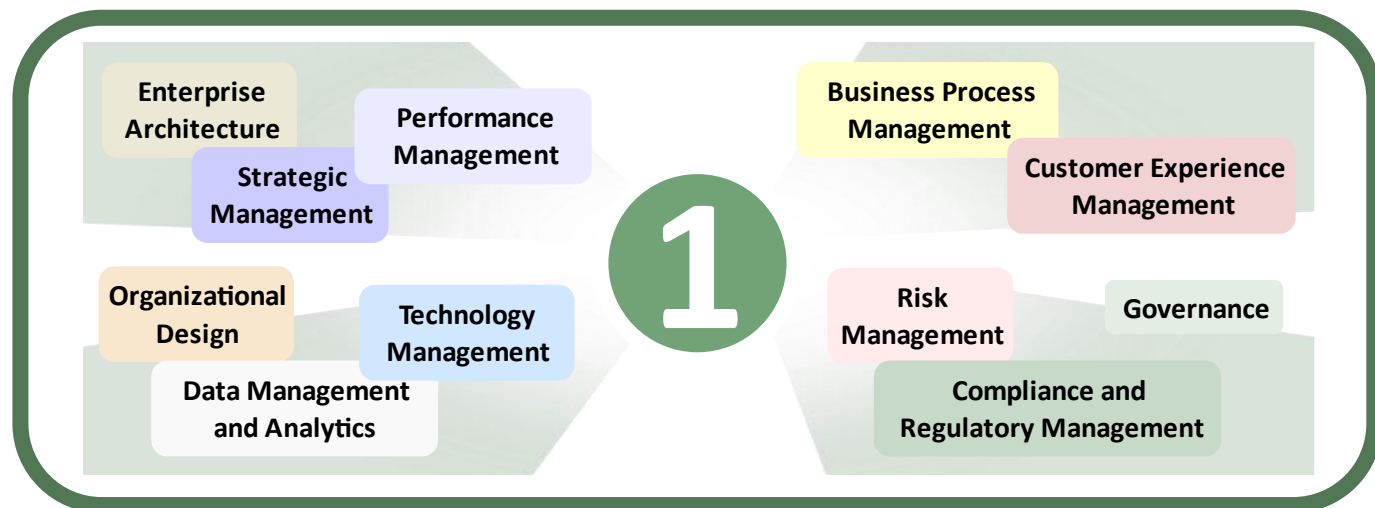 Enterprise
Architecture
Performance
Management
Strategic
Management
Business Process
Management
Customer Experience
Management
1
Organizational
Design
Technology
Management
Data Management
and Analytics
Risk
Management
Governance
Compliance and
Regulatory Management